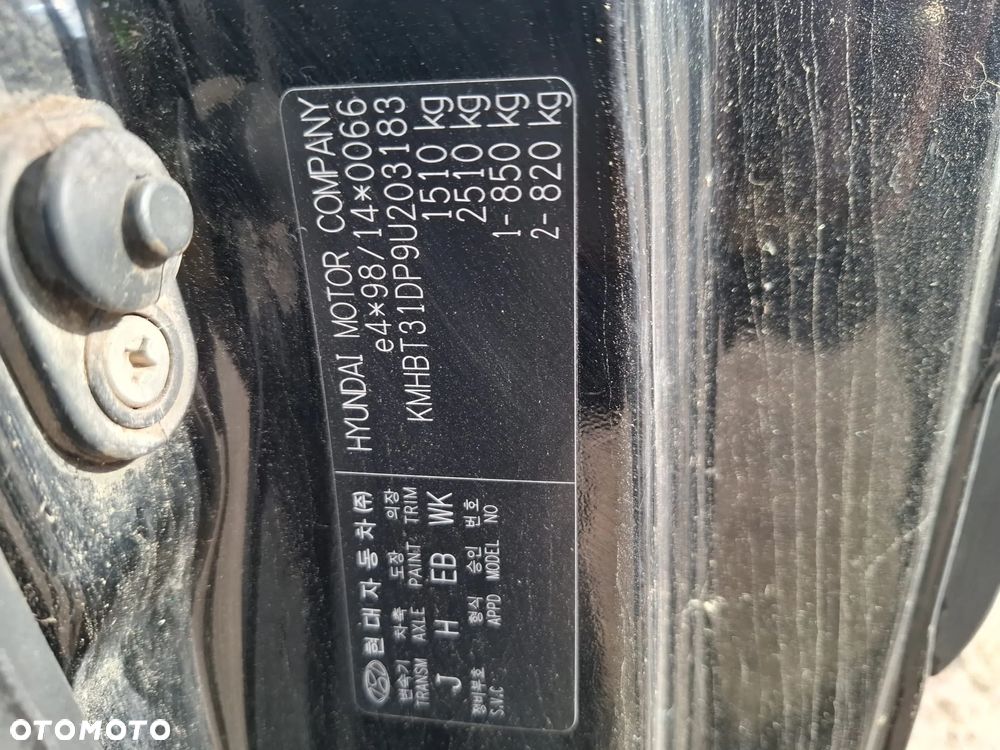 현대자동차(주)
변속기 차축 도장 의장
TRANSM AXLE PAINT TRIM
J H EB WK
정비부호 형식 승인 번호
S.V.C APPD MODEL NO
HYUNDAI MOTOR COMPANY
e4*98/14*0066
KMHBT31DP9U203183
1510 kg
2510 kg
1-850 kg
2-820 kg
OTOMOTO